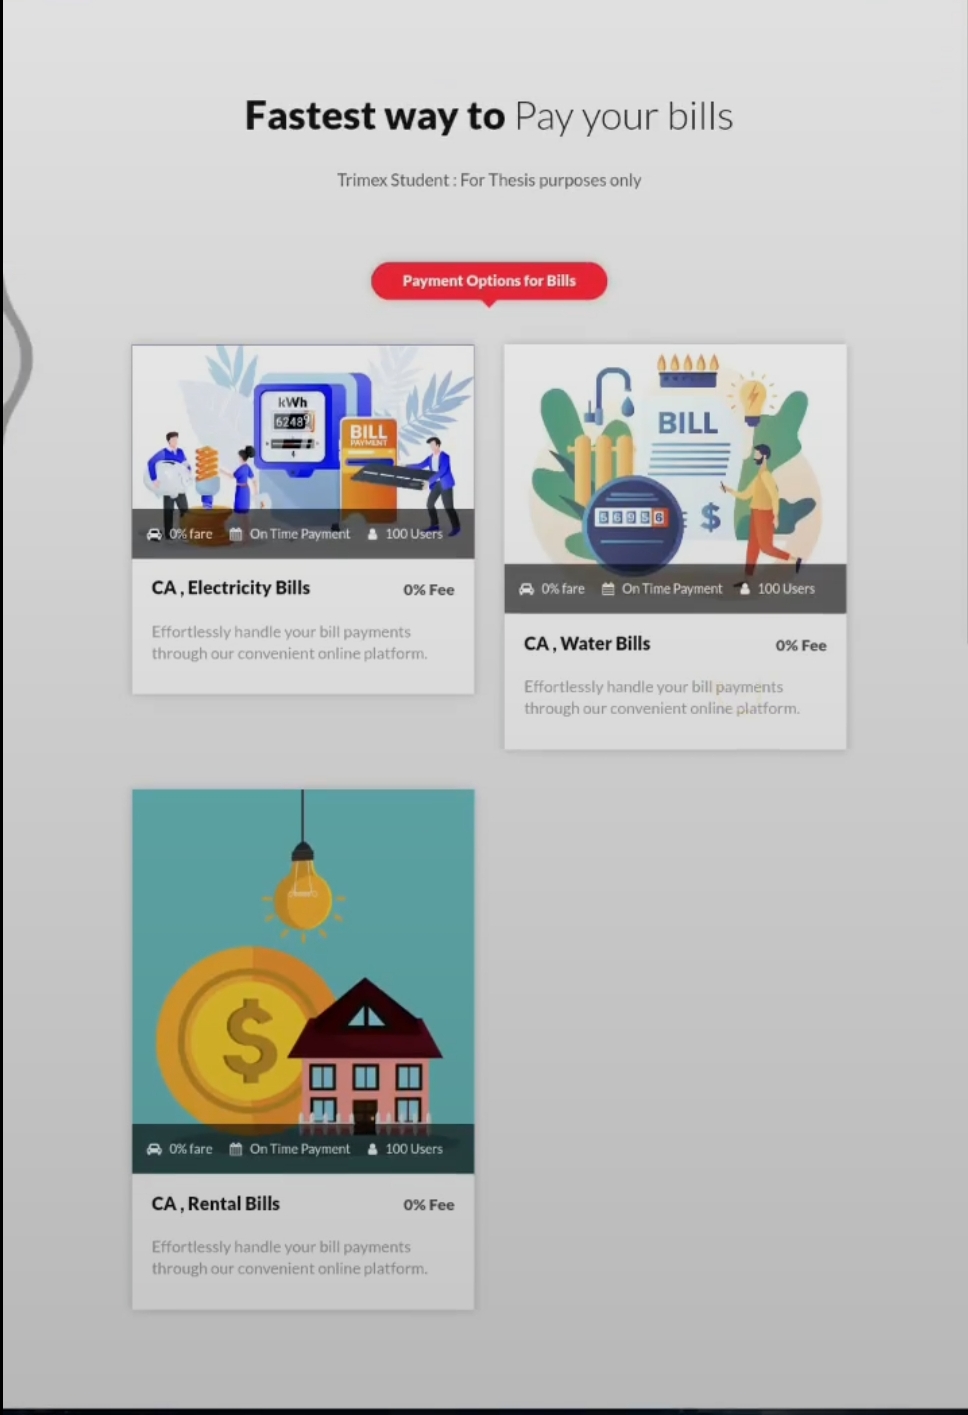 Fastest way to Pay your bills
Trimex Student : For Thesis purposes only
Payment Options for Bills
kWh
6248
BILL
PAYMENT
0% fare On Time Payment 100 Users
CA , Electricity Bills 0% Fee
Effortlessly handle your bill payments
through our convenient online platform.
BILL
$
0% fare On Time Payment 100 Users
CA , Water Bills 0% Fee
Effortlessly handle your bill payments
through our convenient online platform.
$
0% fare On Time Payment 100 Users
CA , Rental Bills 0% Fee
Effortlessly handle your bill payments
through our convenient online platform.